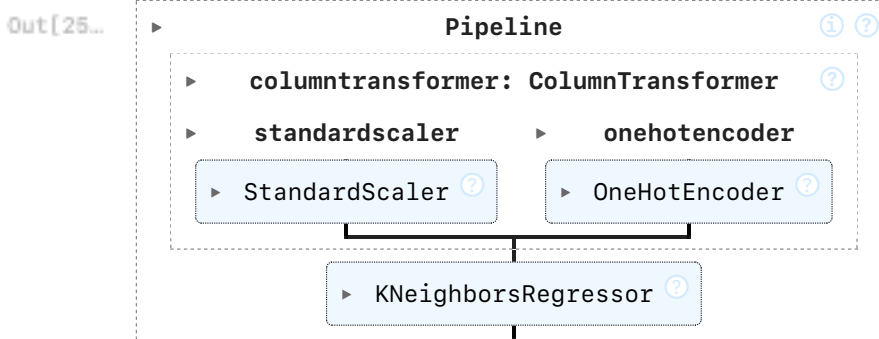 Out[25…
Pipeline
i ?
columntransformer: ColumnTransformer ?
standardscaler onehotencoder
StandardScaler ? OneHotEncoder ?
KNeighborsRegressor ?